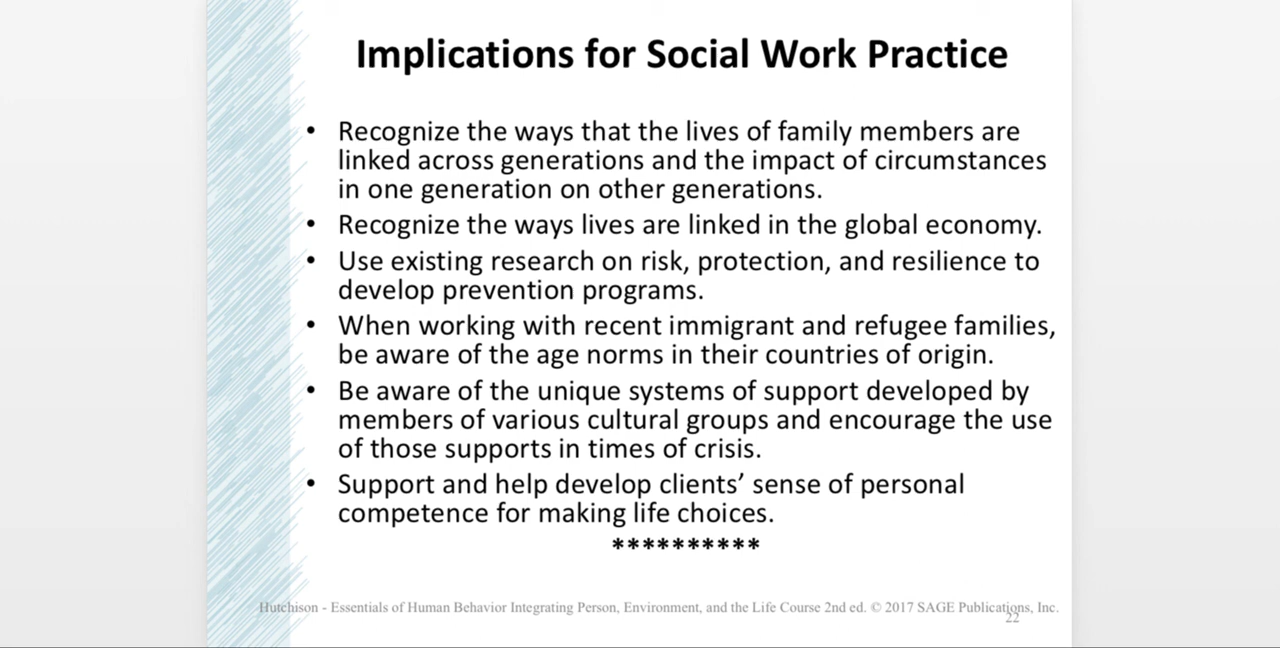 Implications for Social Work Practice
• Recognize the ways that the lives of family members are
linked across generations and the impact of circumstances
in one generation on other generations.
• Recognize the ways lives are linked in the global economy.
• Use existing research on risk, protection, and resilience to
develop prevention programs.
• When working with recent immigrant and refugee families,
be aware of the age norms in their countries of origin.
• Be aware of the unique systems of support developed by
members of various cultural groups and encourage the use
of those supports in times of crisis.
• Support and help develop clients’ sense of personal
competence for making life choices.
**********
Hutchison - Essentials of Human Behavior Integrating Person, Environment, and the Life Course 2nd ed. © 2017 SAGE Publications, Inc.
22